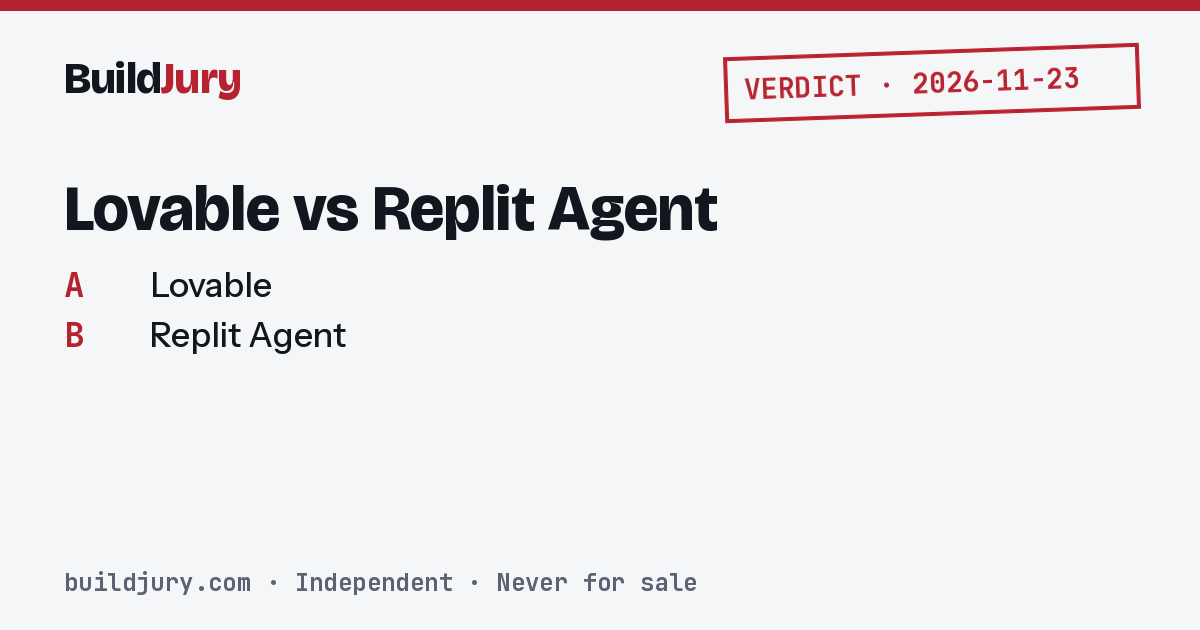 BuildJury
VERDICT · 2026-11-23
Lovable vs Replit Agent
A Lovable
B Replit Agent
buildjury.com · Independent · Never for sale